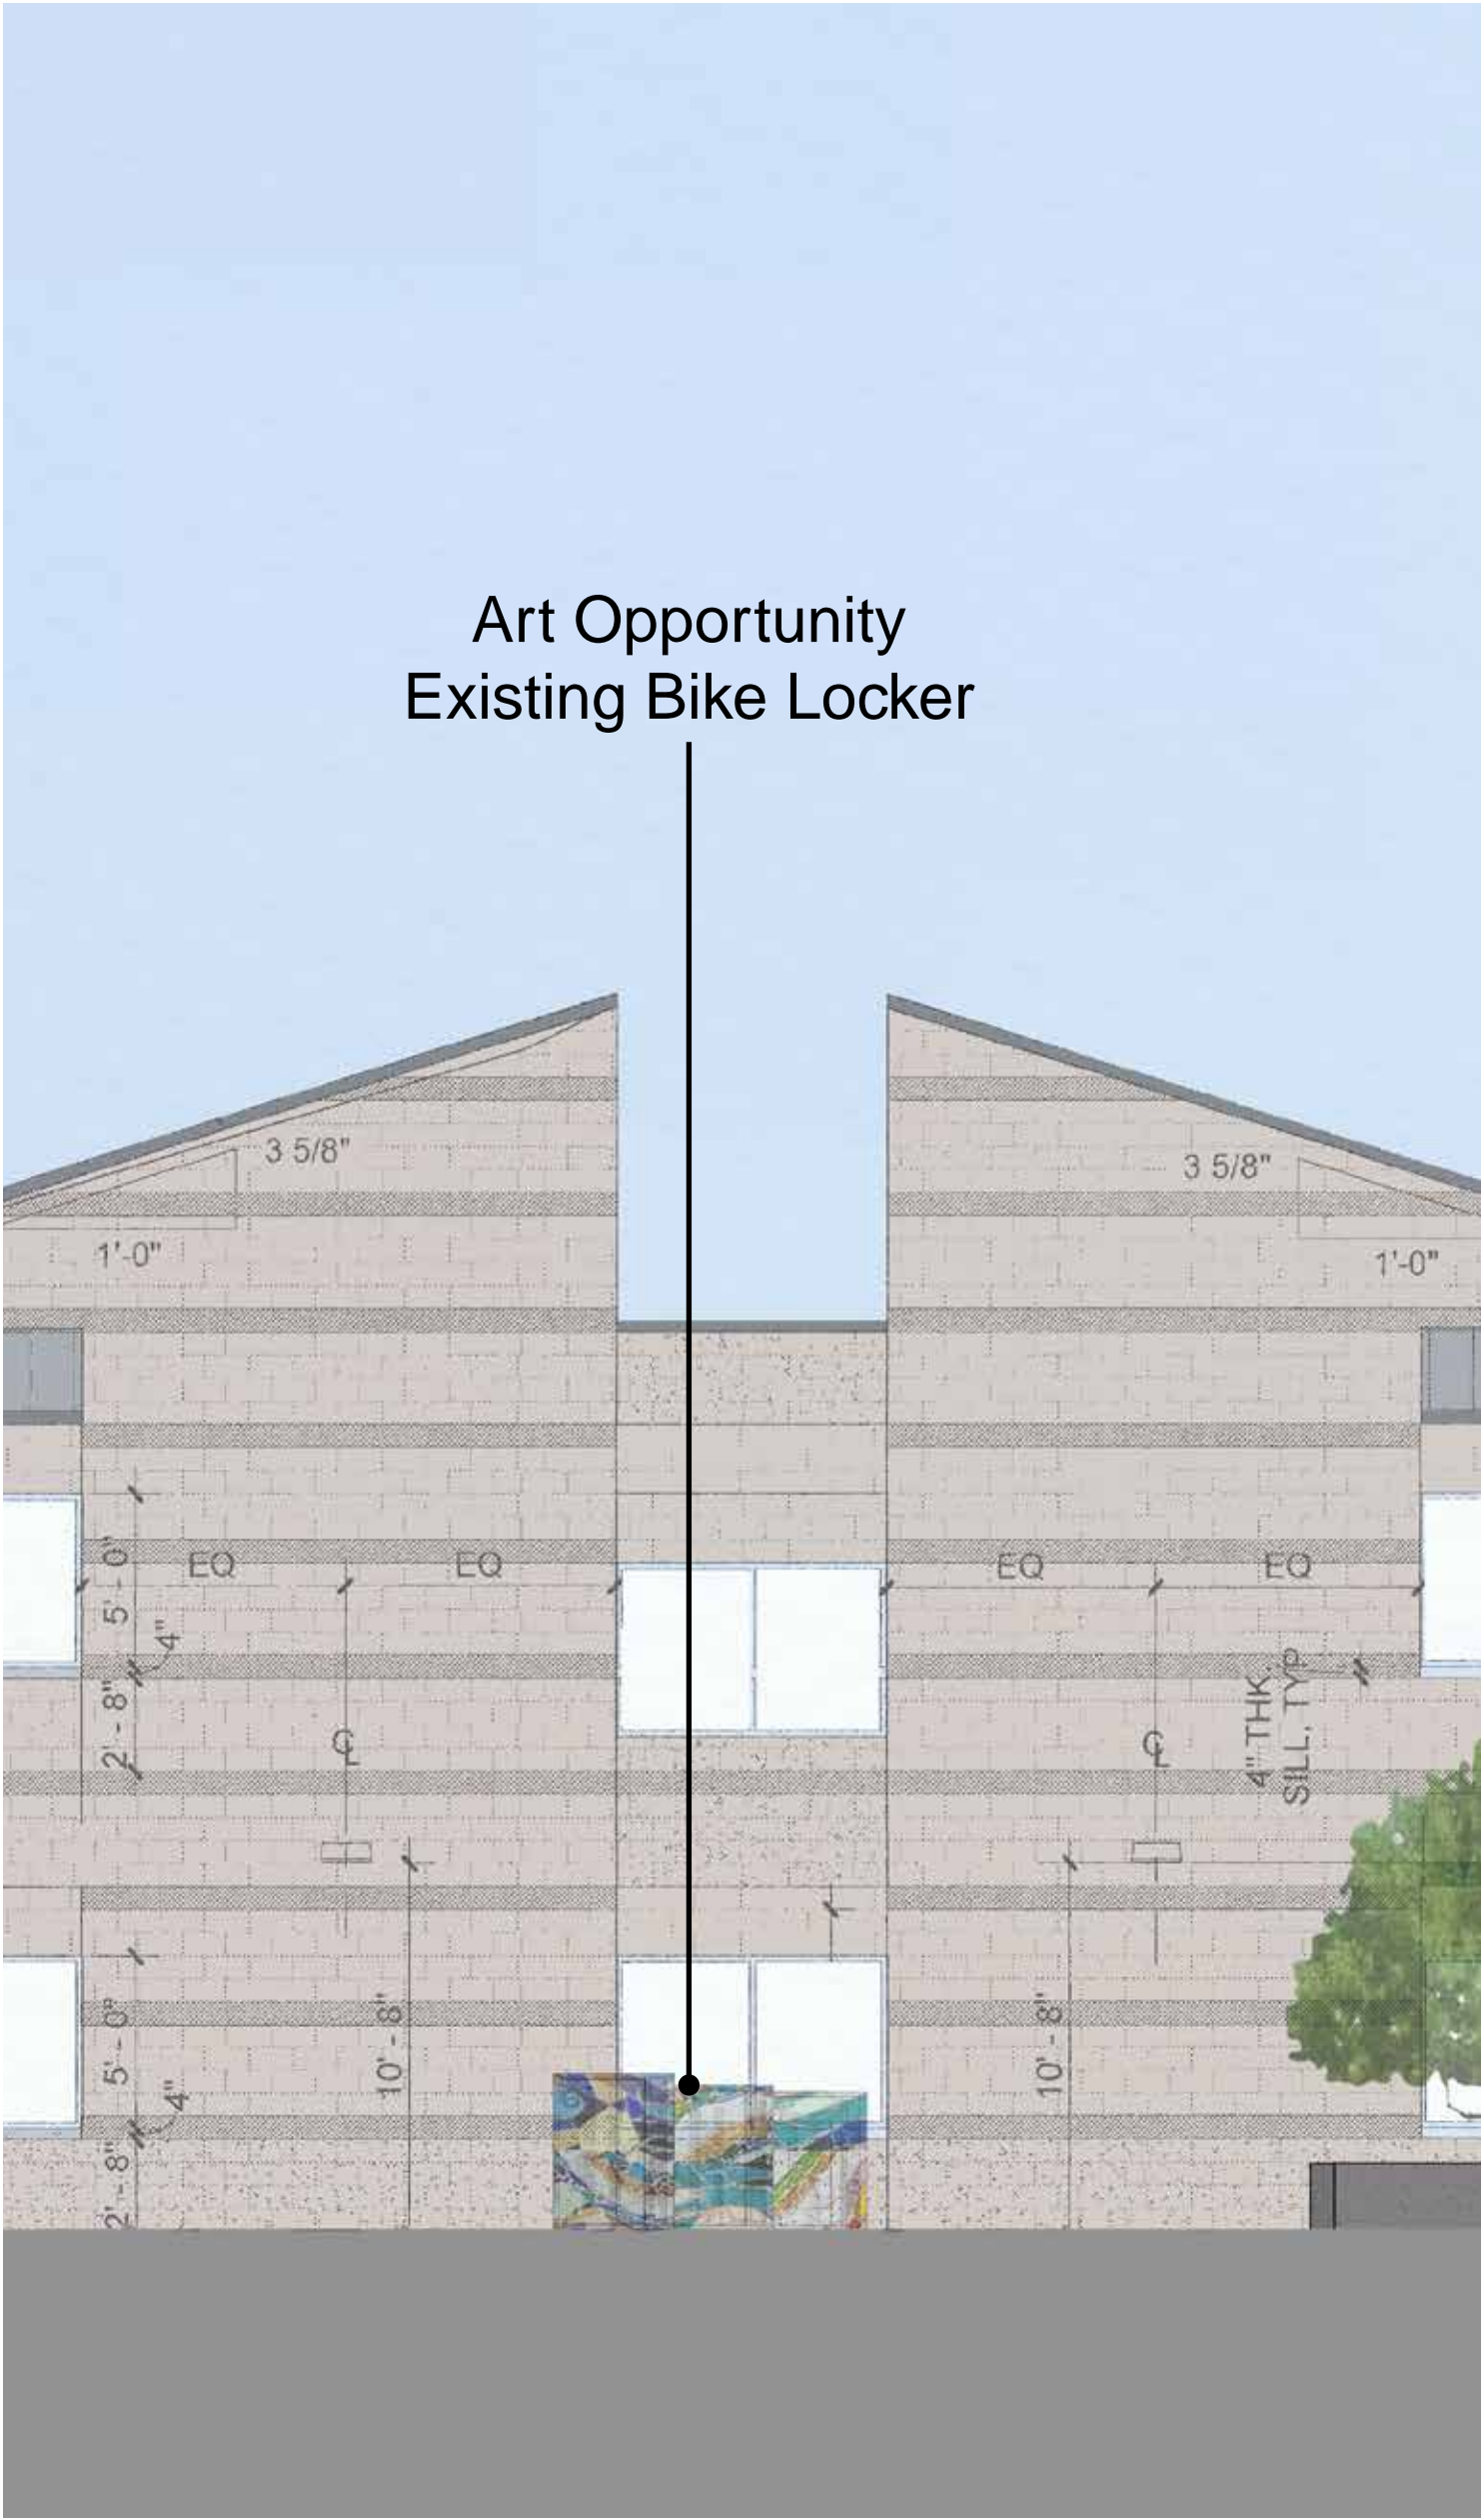 Art Opportunity
Existing Bike Locker
3 5/8"
3 5/8"
1'-0"
1'-0"
EQ
EQ
EQ
EQ
5' - 0"
4"
2' - 8"
℄
℄
4" THK.
SILL, TYP
5' - 0"
4"
10' - 8"
10' - 8"
2' - 8"